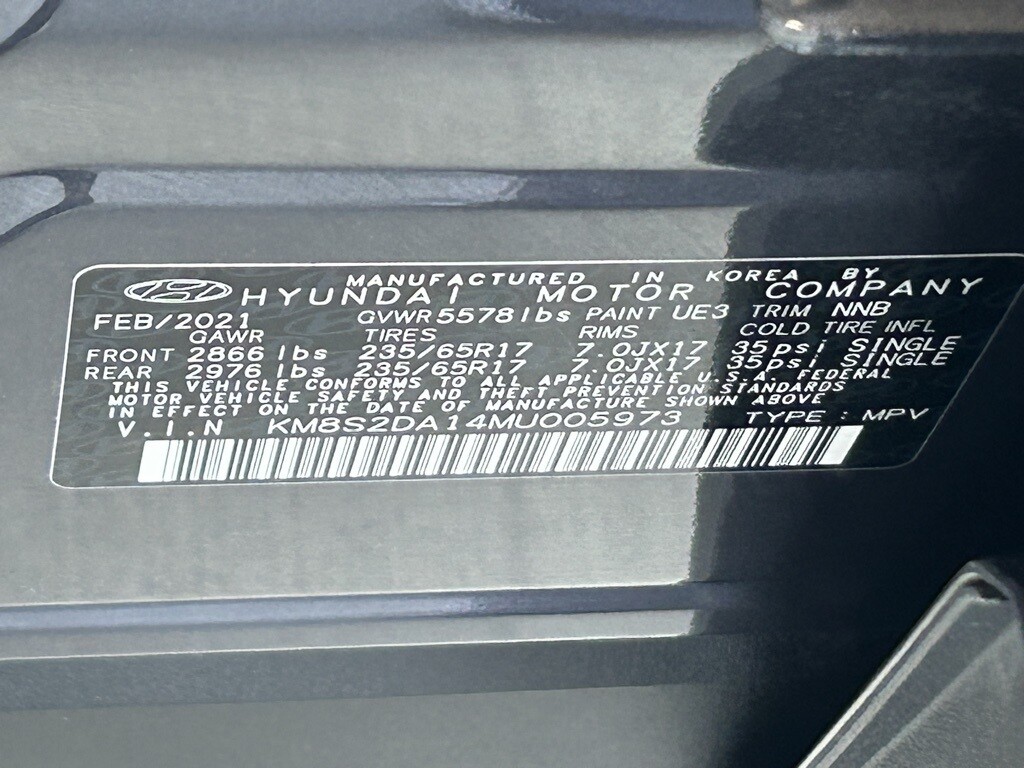 MANUFACTURED IN KOREA BY
HYUNDAI MOTOR COMPANY
FEB/2021 GVWR 5578 lbs PAINT UE3 TRIM NNB
GAWR TIRES RIMS COLD TIRE INFL
FRONT 2866 lbs 235/65R17 7.0JX17 35psi SINGLE
REAR 2976 lbs 235/65R17 7.0JX17 35psi SINGLE
THIS VEHICLE CONFORMS TO ALL APPLICABLE U.S.A. FEDERAL
MOTOR VEHICLE SAFETY AND THEFT PREVENTION STANDARDS
IN EFFECT ON THE DATE OF MANUFACTURE SHOWN ABOVE
V.I.N KM8S2DA14MU005973 TYPE : MPV